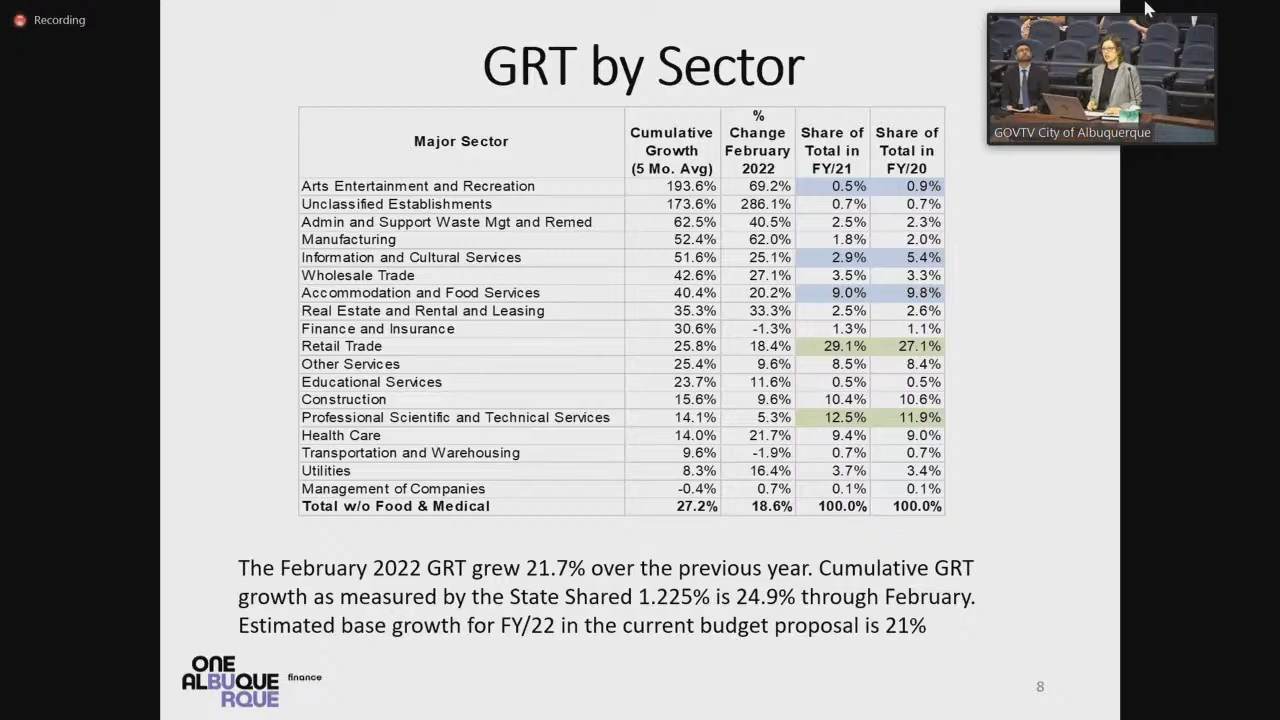 Recording
GRT by Sector
GOVTV City of Albuquerque
Major Sector
Cumulative
Growth
(5 Mo. Avg)
%
Change
February
2022
Share of
Total in
FY/21
Share of
Total in
FY/20
Arts Entertainment and Recreation 193.6% 69.2% 0.5% 0.9%
Unclassified Establishments 173.6% 286.1% 0.7% 0.7%
Admin and Support Waste Mgt and Remed 62.5% 40.5% 2.5% 2.3%
Manufacturing 52.4% 62.0% 1.8% 2.0%
Information and Cultural Services 51.6% 25.1% 2.9% 5.4%
Wholesale Trade 42.6% 27.1% 3.5% 3.3%
Accommodation and Food Services 40.4% 20.2% 9.0% 9.8%
Real Estate and Rental and Leasing 35.3% 33.3% 2.5% 2.6%
Finance and Insurance 30.6% -1.3% 1.3% 1.1%
Retail Trade 25.8% 18.4% 29.1% 27.1%
Other Services 25.4% 9.6% 8.5% 8.4%
Educational Services 23.7% 11.6% 0.5% 0.5%
Construction 15.6% 9.6% 10.4% 10.6%
Professional Scientific and Technical Services 14.1% 5.3% 12.5% 11.9%
Health Care 14.0% 21.7% 9.4% 9.0%
Transportation and Warehousing 9.6% -1.9% 0.7% 0.7%
Utilities 8.3% 16.4% 3.7% 3.4%
Management of Companies -0.4% 0.7% 0.1% 0.1%
Total w/o Food & Medical 27.2% 18.6% 100.0% 100.0%
The February 2022 GRT grew 21.7% over the previous year. Cumulative GRT
growth as measured by the State Shared 1.225% is 24.9% through February.
Estimated base growth for FY/22 in the current budget proposal is 21%
ONE
ALBUQUE
RQUE
finance
8